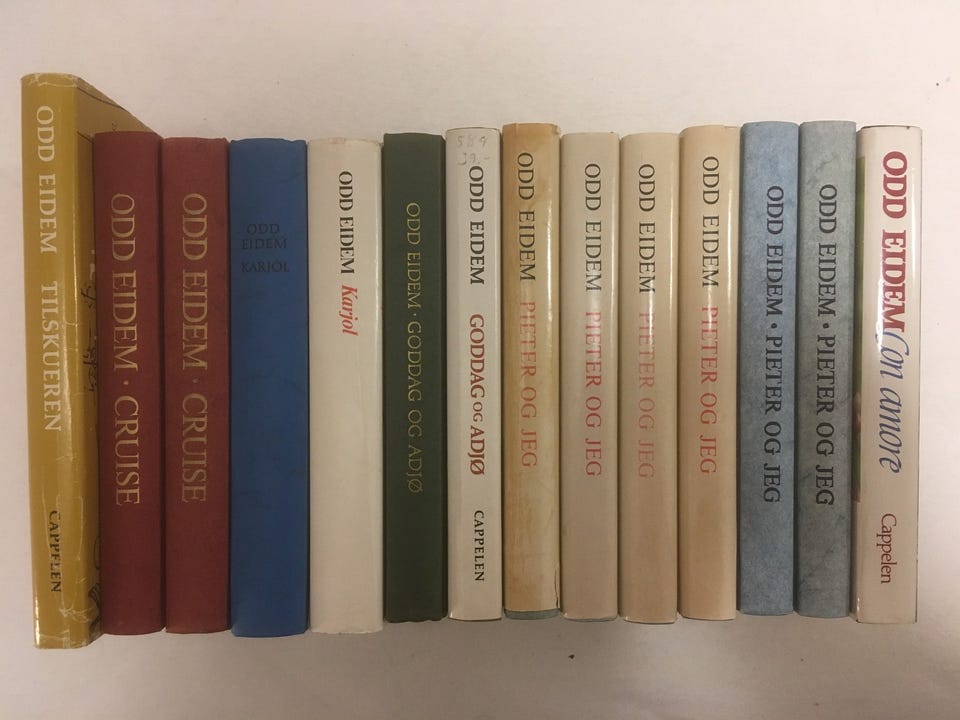 ODD EIDEM TILSKUEREN CAPPELEN
ODD EIDEM · CRUISE
ODD EIDEM · CRUISE
ODD
EIDEM
KARJOL
ODD EIDEM Karjol
ODD EIDEM · GODDAG OG ADJØ
39.-
ODD EIDEM GODDAG OG ADJØ CAPPELEN
ODD EIDEM PIETER OG JEG
ODD EIDEM PIETER OG JEG
ODD EIDEM PIETER OG JEG
ODD EIDEM PIETER OG JEG
ODD EIDEM · PIETER OG JEG
ODD EIDEM · PIETER OG JEG
ODD EIDEM Con amore Cappelen